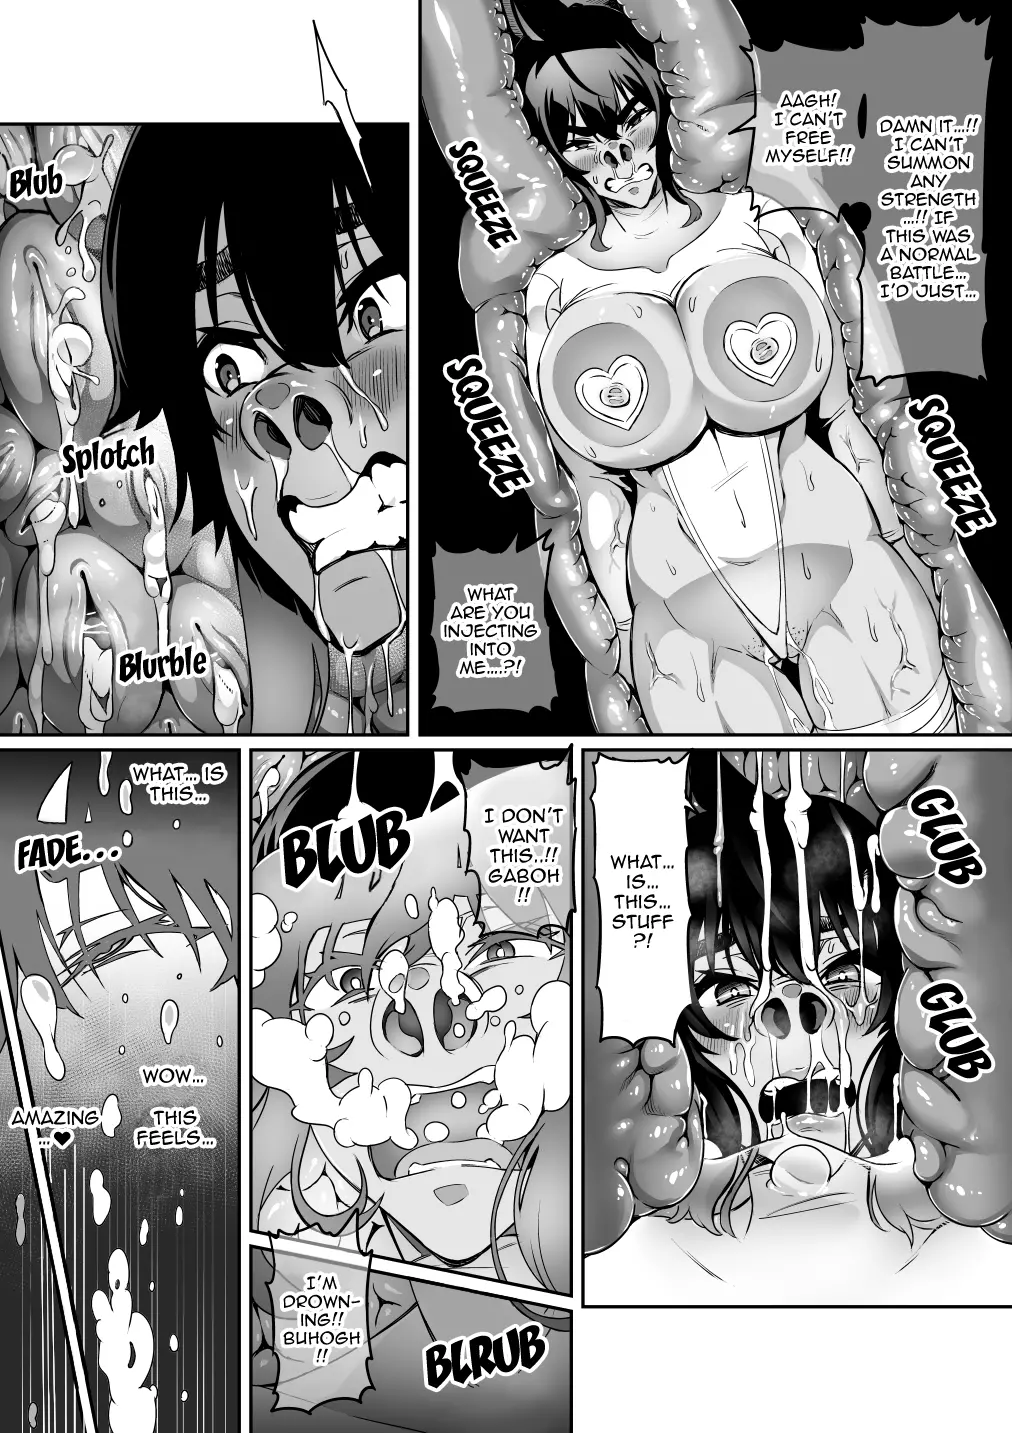 DAMN IT...!!
I CAN'T
SUMMON
ANY
STRENGTH
...!! IF
THIS WAS
A NORMAL
BATTLE...
I'D JUST...
AAGH!
I CAN'T
FREE
MYSELF!!
SQUEEZE
SQUEEZE
SQUEEZE
WHAT
ARE YOU
INJECTING
INTO
ME....?!
Blub
Splotch
Blurble
GLUB
GLUB
WHAT...
IS...
THIS...
STUFF
?!
I DON'T
WANT
THIS..!!
GABOH
!!
BLUB
I'M
DROWN-
ING!!
BUHOGH
!!
BLRUB
WHAT... IS
THIS...
FADE...
WOW...
THIS
FEELS...
AMAZING
...♥